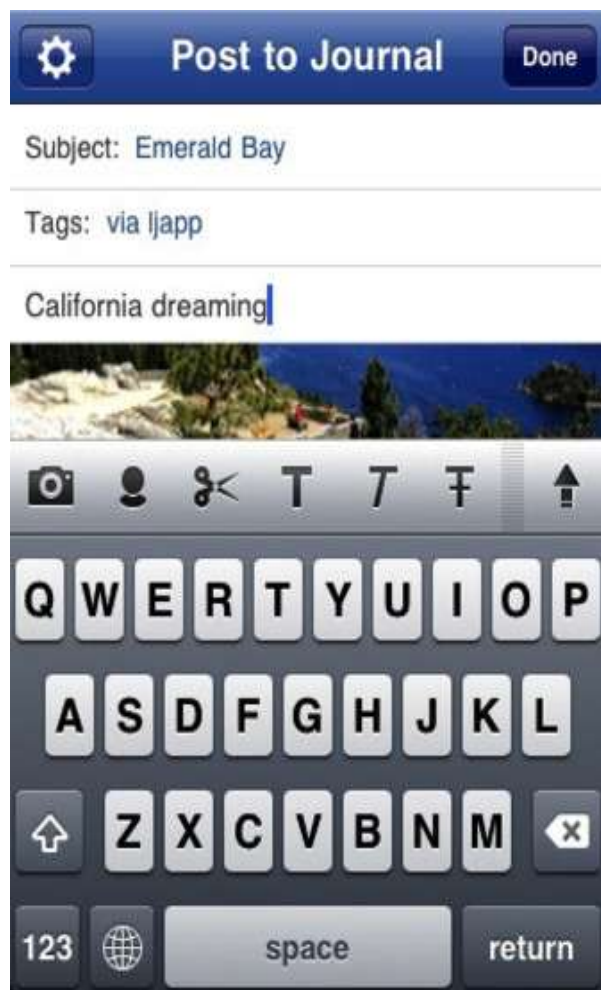 Post to Journal Done
Subject: Emerald Bay
Tags: via ljapp
California dreaming
T T T
Q W E R T Y U I O P
A S D F G H J K L
Z X C V B N M
123 space return